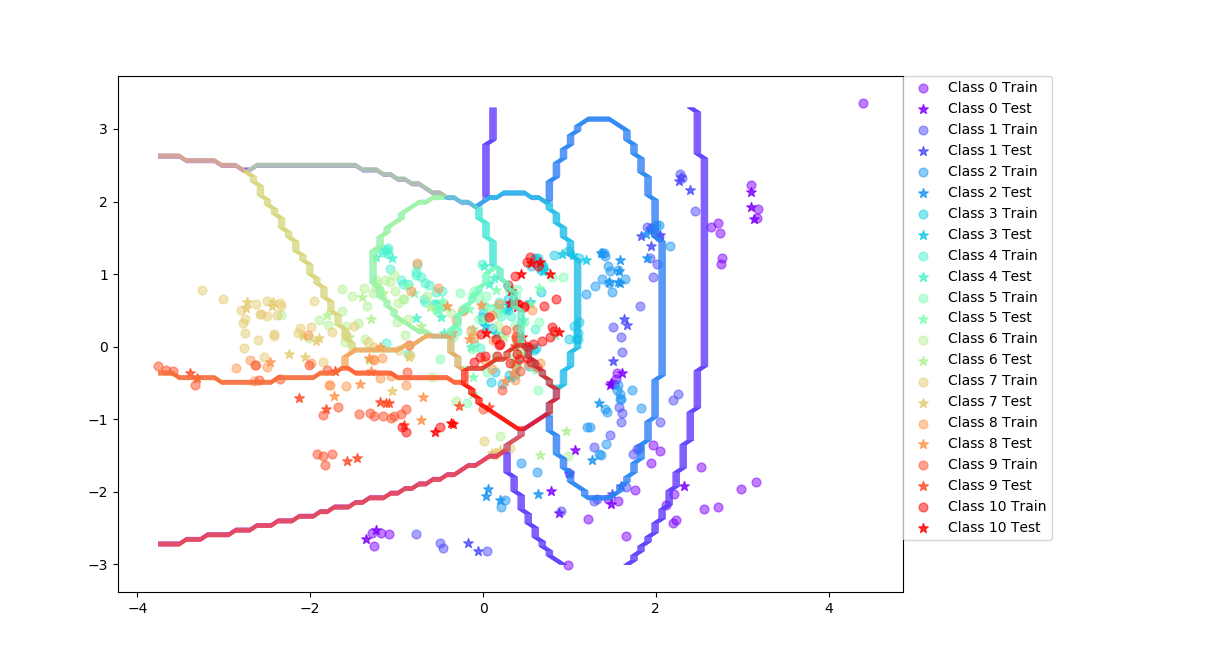 3
2
1
0
−1
−2
−3
−4
−2
0
2
4
Class 0 Train
Class 0 Test
Class 1 Train
Class 1 Test
Class 2 Train
Class 2 Test
Class 3 Train
Class 3 Test
Class 4 Train
Class 4 Test
Class 5 Train
Class 5 Test
Class 6 Train
Class 6 Test
Class 7 Train
Class 7 Test
Class 8 Train
Class 8 Test
Class 9 Train
Class 9 Test
Class 10 Train
Class 10 Test